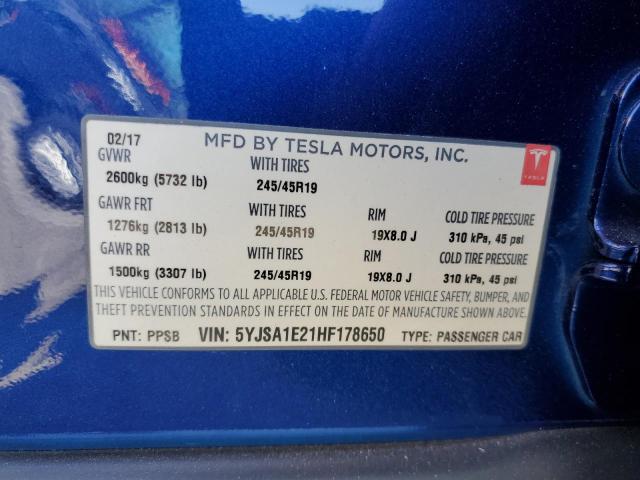 02/17 MFD BY TESLA MOTORS, INC.
GVWR WITH TIRES TESLA
2600kg (5732 lb) 245/45R19
GAWR FRT WITH TIRES RIM COLD TIRE PRESSURE
1276kg (2813 lb) 245/45R19 19X8.0 J 310 kPa, 45 psi
GAWR RR WITH TIRES RIM COLD TIRE PRESSURE
1500kg (3307 lb) 245/45R19 19X8.0 J 310 kPa, 45 psi
THIS VEHICLE CONFORMS TO ALL APPLICABLE U.S. FEDERAL MOTOR VEHICLE SAFETY, BUMPER, AND
THEFT PREVENTION STANDARDS IN EFFECT ON THE DATE OF MANUFACTURE SHOWN ABOVE.
PNT: PPSB VIN: 5YJSA1E21HF178650 TYPE: PASSENGER CAR